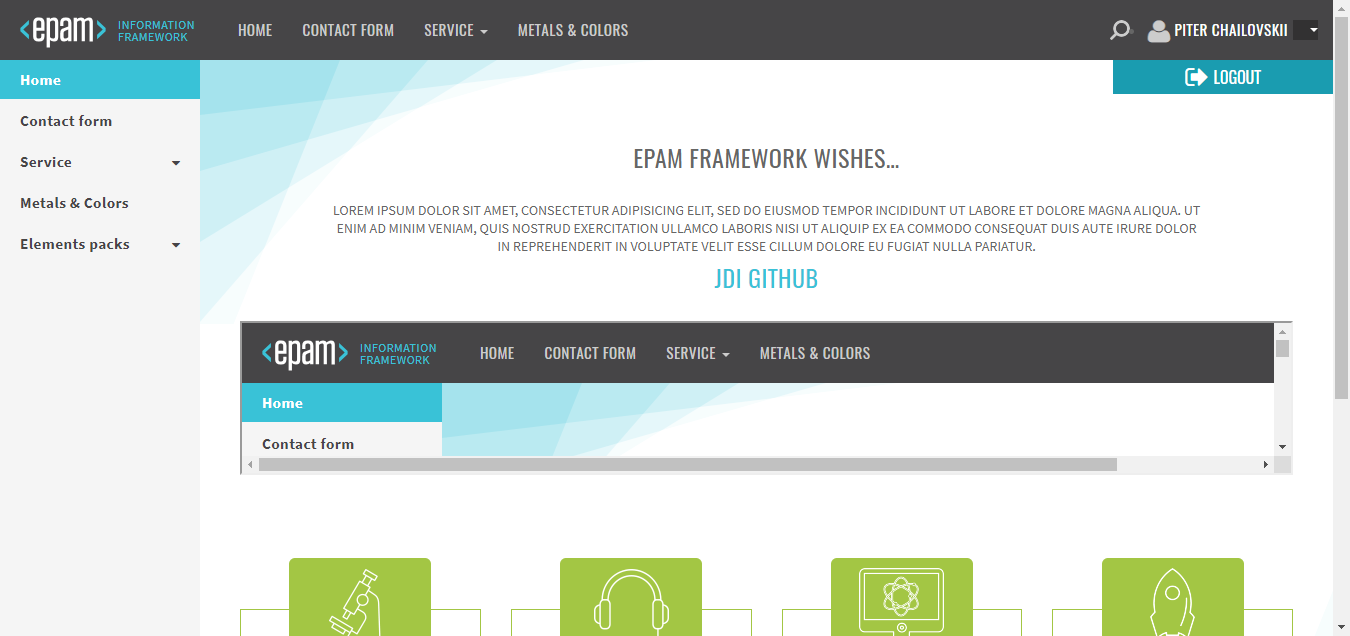 <epam> INFORMATION FRAMEWORK HOME CONTACT FORM SERVICE METALS & COLORS PITER CHAILOVSKII
LOGOUT
Home
Contact form
Service
Metals & Colors
Elements packs
EPAM FRAMEWORK WISHES…
LOREM IPSUM DOLOR SIT AMET, CONSECTETUR ADIPISICING ELIT, SED DO EIUSMOD TEMPOR INCIDIDUNT UT LABORE ET DOLORE MAGNA ALIQUA. UT
ENIM AD MINIM VENIAM, QUIS NOSTRUD EXERCITATION ULLAMCO LABORIS NISI UT ALIQUIP EX EA COMMODO CONSEQUAT DUIS AUTE IRURE DOLOR
IN REPREHENDERIT IN VOLUPTATE VELIT ESSE CILLUM DOLORE EU FUGIAT NULLA PARIATUR.
JDI GITHUB
<epam> INFORMATION FRAMEWORK HOME CONTACT FORM SERVICE METALS & COLORS
Home
Contact form